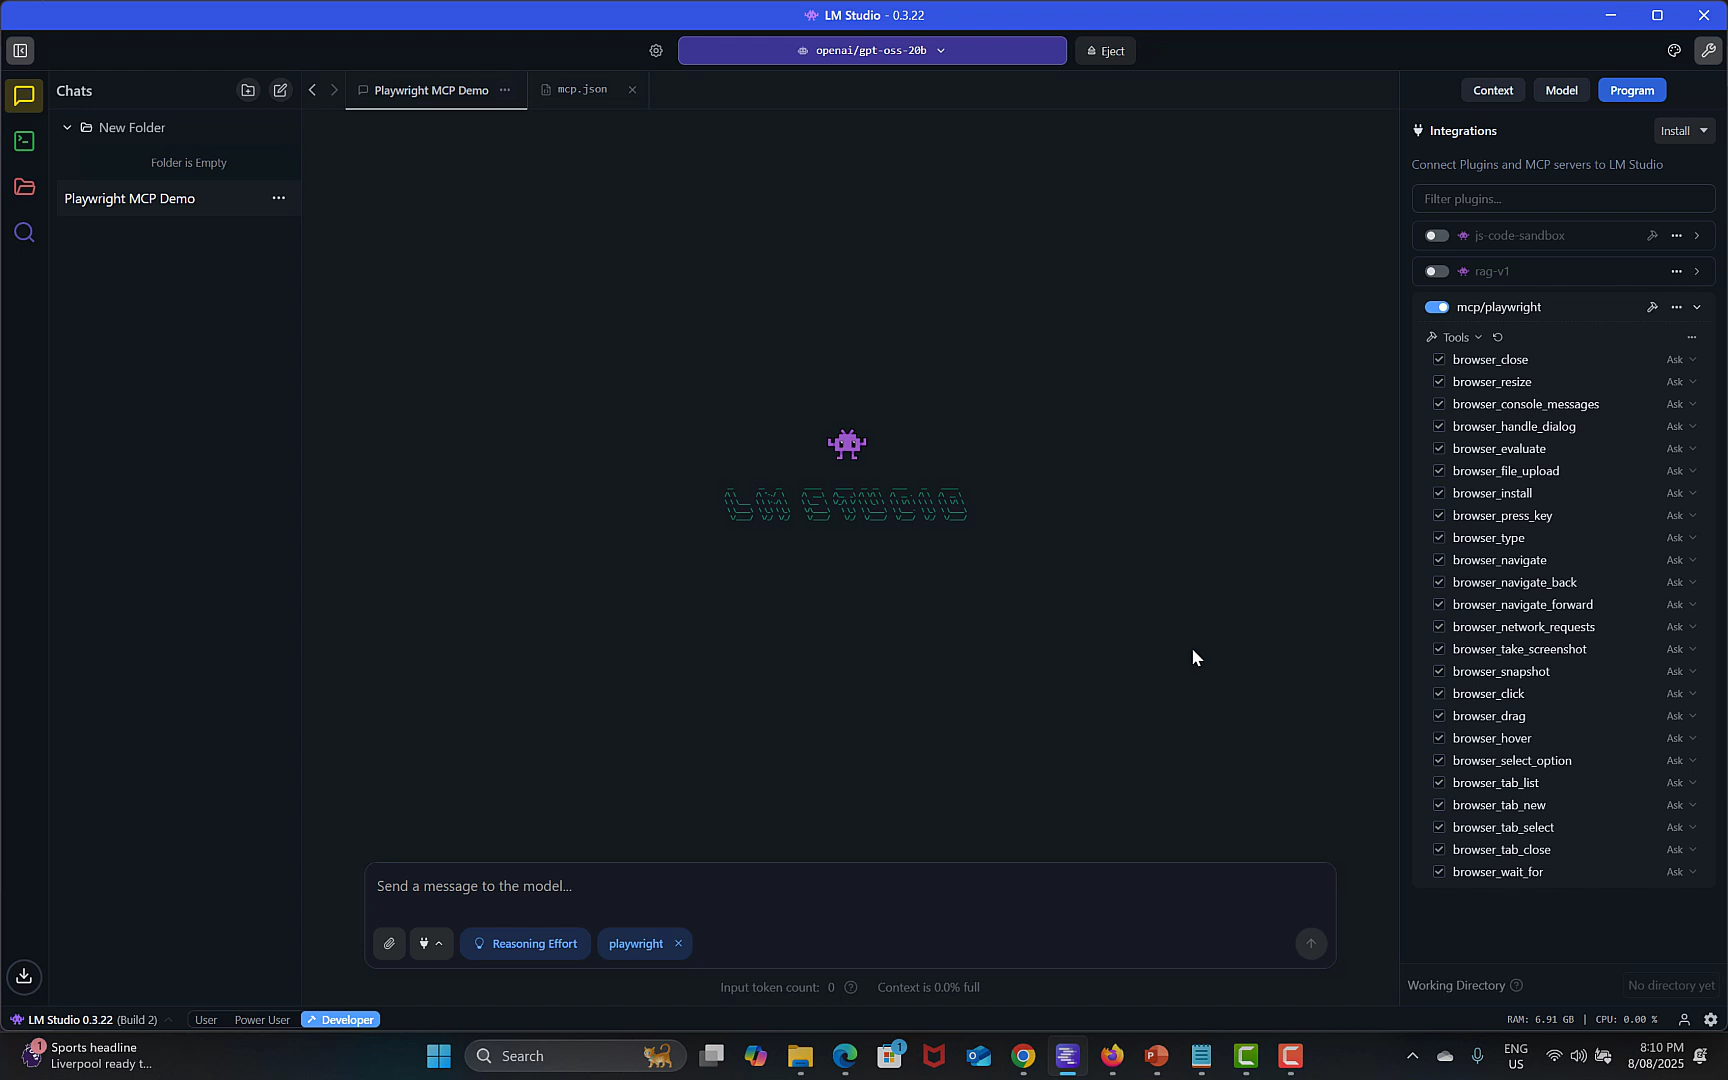 LM Studio - 0.3.22
openai/gpt-oss-20b
Eject
Chats
New Folder
Folder is Empty
Playwright MCP Demo
Playwright MCP Demo
mcp.json
LM STUDIO
Send a message to the model...
Reasoning Effort
playwright
Input token count: 0
Context is 0.0% full
Context
Model
Program
Integrations
Install
Connect Plugins and MCP servers to LM Studio
Filter plugins...
js-code-sandbox
rag-v1
mcp/playwright
Tools
browser_close Ask
browser_resize Ask
browser_console_messages Ask
browser_handle_dialog Ask
browser_evaluate Ask
browser_file_upload Ask
browser_install Ask
browser_press_key Ask
browser_type Ask
browser_navigate Ask
browser_navigate_back Ask
browser_navigate_forward Ask
browser_network_requests Ask
browser_take_screenshot Ask
browser_snapshot Ask
browser_click Ask
browser_drag Ask
browser_hover Ask
browser_select_option Ask
browser_tab_list Ask
browser_tab_new Ask
browser_tab_select Ask
browser_tab_close Ask
browser_wait_for Ask
Working Directory
No directory yet
LM Studio 0.3.22 (Build 2)
User
Power User
Developer
RAM: 6.91 GB | CPU: 0.00 %
1
Sports headline
Liverpool ready t...
Search
1
ENG
US
8:10 PM
8/08/2025